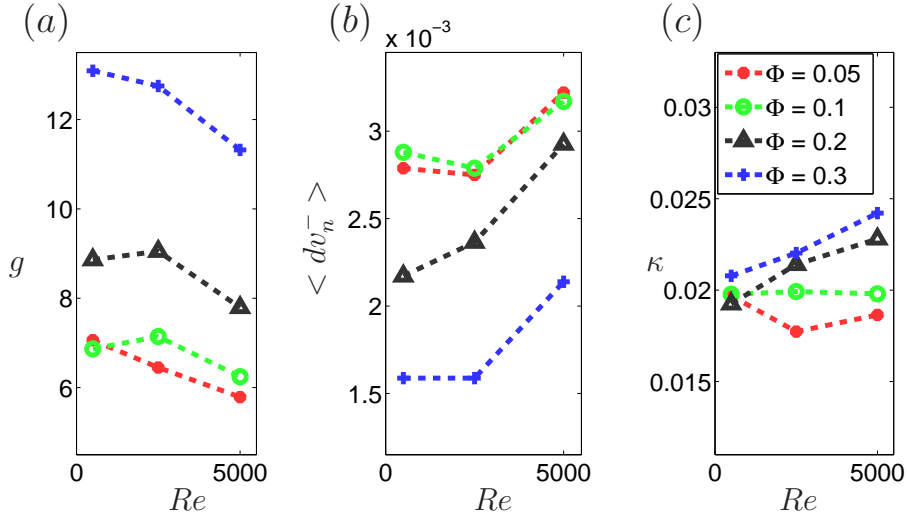 (a)
g
12
10
8
6
0
5000
Re
(b)
x 10⁻³
< dv_n^- >
3
2.5
2
1.5
0
5000
Re
(c)
κ
0.03
0.025
0.02
0.015
0
5000
Re
Φ = 0.05
Φ = 0.1
Φ = 0.2
Φ = 0.3